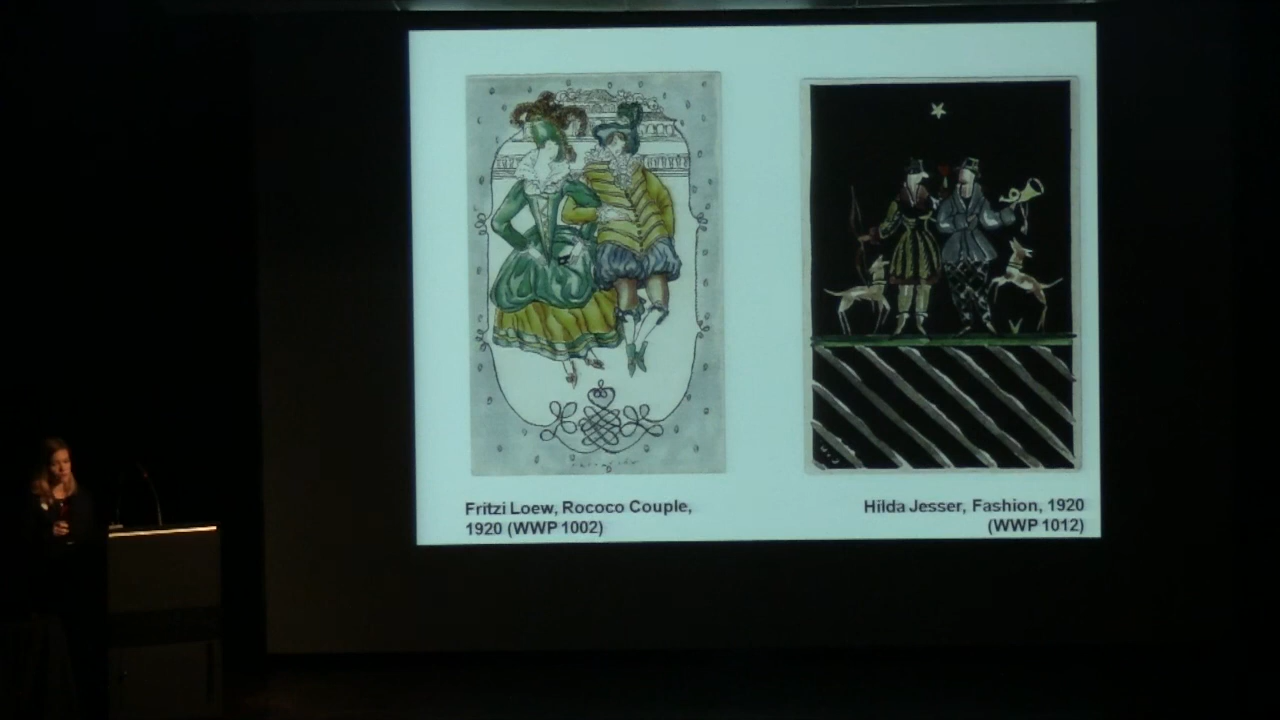 Fritzi Loew, Rococo Couple,
1920 (WWP 1002)
Hilda Jesser, Fashion, 1920
(WWP 1012)